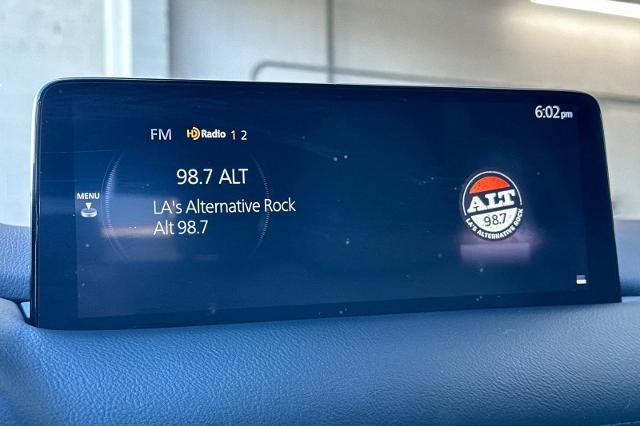 6:02pm
FM HD Radio 1 2
98.7 ALT
MENU
LA's Alternative Rock
Alt 98.7
ALT
98.7
LA'S ALTERNATIVE ROCK